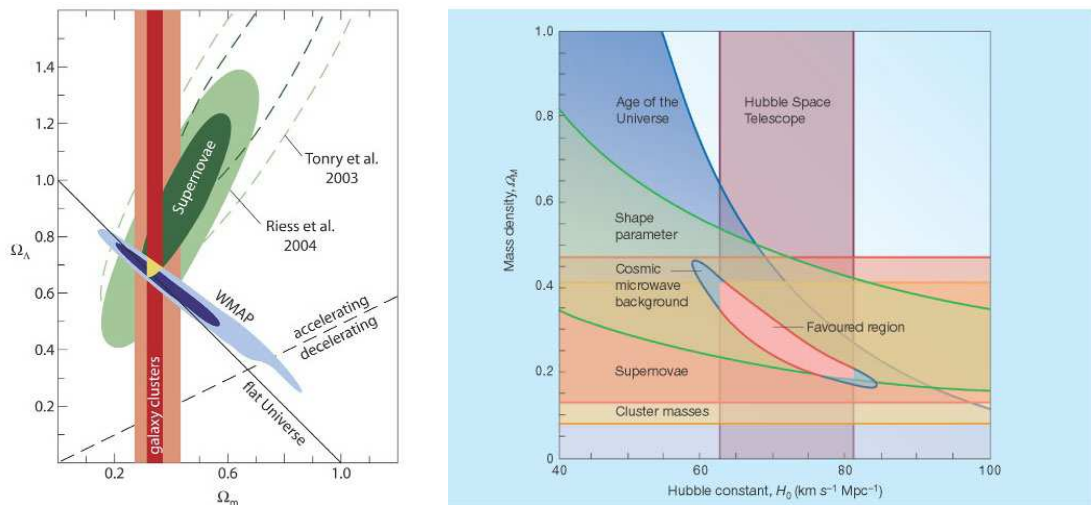 1.4
1.2
1.0
0.8
0.6
0.4
0.2
Ω_Λ
0.2
0.6
1.0
Ω_m
galaxy clusters
Supernovae
Tonry et al.
2003
Riess et al.
2004
WMAP
accelerating
decelerating
flat Universe
1.0
0.8
0.6
0.4
0.2
0
Mass density, Ω_M
Age of the
Universe
Hubble Space
Telescope
Shape
parameter
Cosmic
microwave
background
Favoured region
Supernovae
Cluster masses
40
60
80
100
Hubble constant, H₀ (km s⁻¹ Mpc⁻¹)